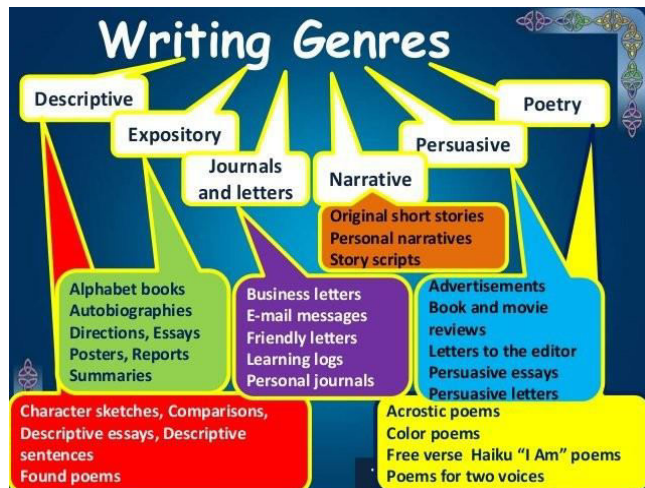 Writing Genres
Descriptive
Expository
Journals
and letters
Narrative
Persuasive
Poetry
Original short stories
Personal narratives
Story scripts
Alphabet books
Autobiographies
Directions, Essays
Posters, Reports
Summaries
Business letters
E-mail messages
Friendly letters
Learning logs
Personal journals
Advertisements
Book and movie
reviews
Letters to the editor
Persuasive essays
Persuasive letters
Character sketches, Comparisons,
Descriptive essays, Descriptive
sentences
Found poems
Acrostic poems
Color poems
Free verse Haiku “I Am” poems
Poems for two voices